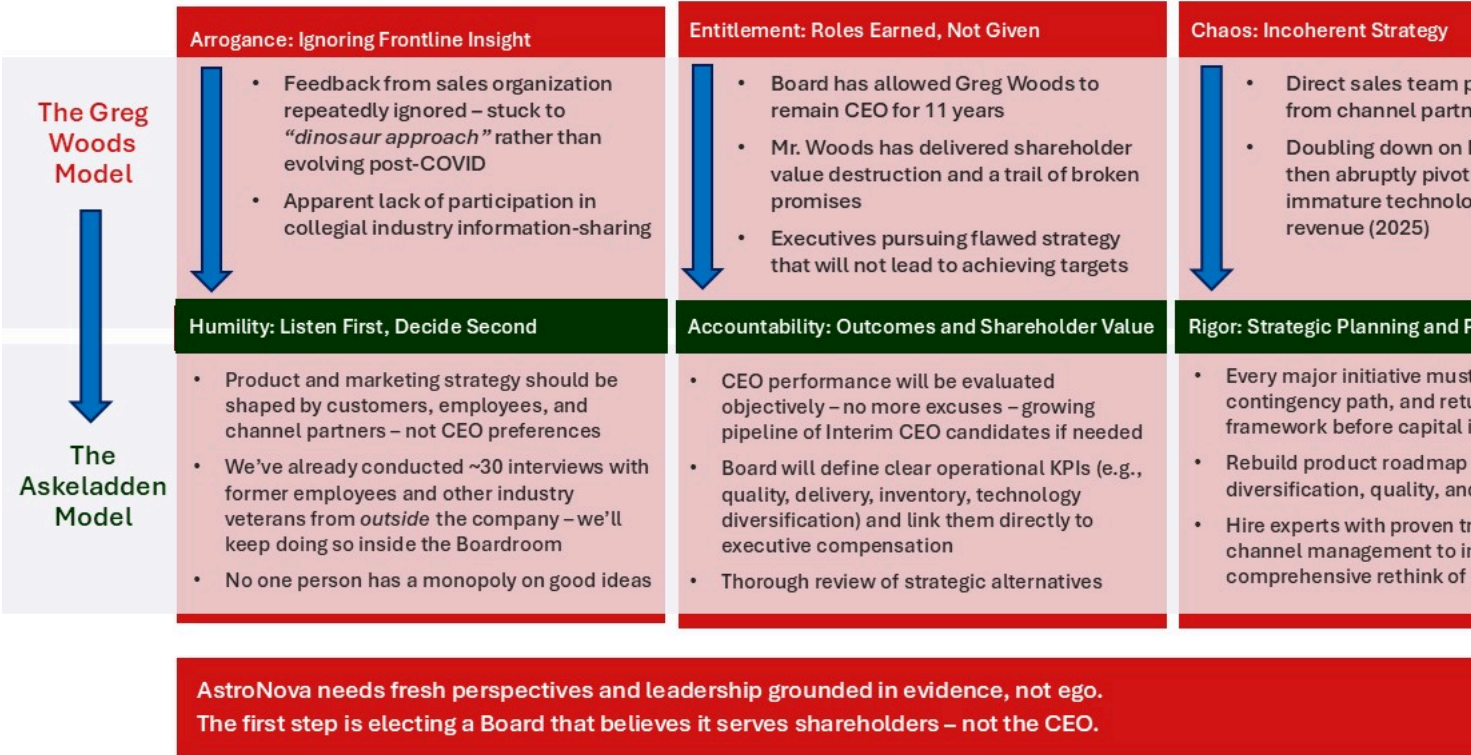 Arrogance: Ignoring Frontline Insight
Entitlement: Roles Earned, Not Given
Chaos: Incoherent Strategy
The Greg
Woods
Model
• Feedback from sales organization
repeatedly ignored – stuck to
“dinosaur approach” rather than
evolving post-COVID
• Apparent lack of participation in
collegial industry information-sharing
• Board has allowed Greg Woods to
remain CEO for 11 years
• Mr. Woods has delivered shareholder
value destruction and a trail of broken
promises
• Executives pursuing flawed strategy
that will not lead to achieving targets
• Direct sales team
from channel
• Doubling down on
then abruptly
immature
revenue (2025)
Humility: Listen First, Decide Second
Accountability: Outcomes and Shareholder Value
Rigor: Strategic Planning and
The
Askeladden
Model
• Product and marketing strategy should be
shaped by customers, employees, and
channel partners – not CEO preferences
• We’ve already conducted ~30 interviews with
former employees and other industry
veterans from outside the company – we’ll
keep doing so inside the Boardroom
• No one person has a monopoly on good ideas
• CEO performance will be evaluated
objectively – no more excuses – growing
pipeline of Interim CEO candidates if needed
• Board will define clear operational KPIs (e.g.,
quality, delivery, inventory, technology
diversification) and link them directly to
executive compensation
• Thorough review of strategic alternatives
• Every major initiative must
contingency path, and
framework before capital
• Rebuild product roadmap
diversification, quality,
• Hire experts with proven
channel management to
comprehensive rethink of
AstroNova needs fresh perspectives and leadership grounded in evidence, not ego.
The first step is electing a Board that believes it serves shareholders – not the CEO.